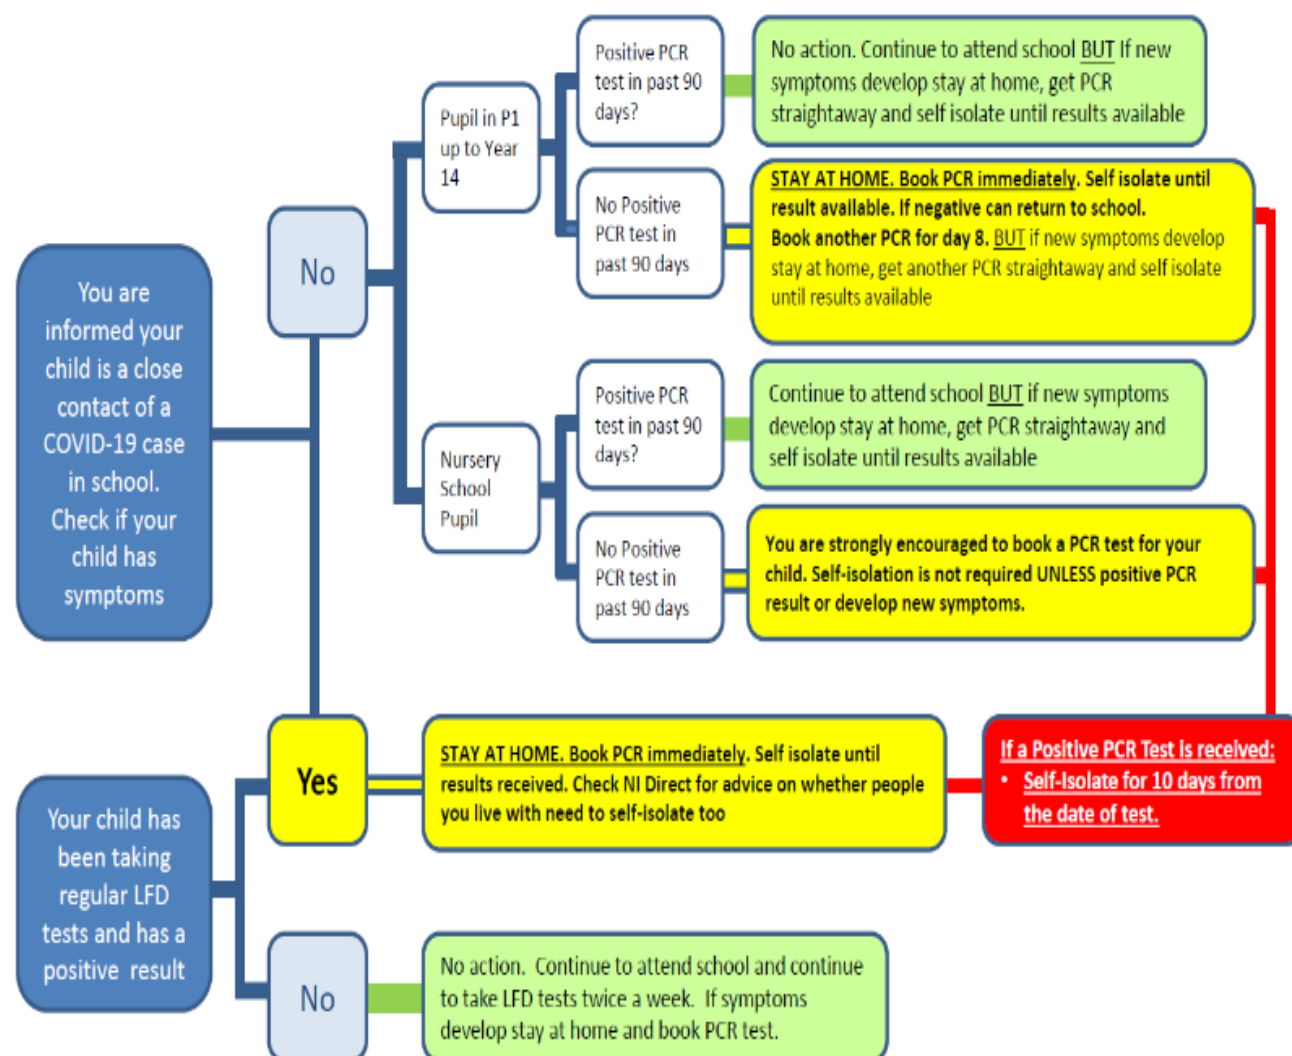 You are
informed your
child is a close
contact of a
COVID-19 case
in school.
Check if your
child has
symptoms
No
Pupil in P1
up to Year
14
Positive PCR
test in past 90
days?
No action. Continue to attend school BUT If new
symptoms develop stay at home, get PCR
straightaway and self isolate until results available
No Positive
PCR test in
past 90 days
STAY AT HOME. Book PCR immediately. Self isolate until
result available. If negative can return to school.
Book another PCR for day 8. BUT if new symptoms develop
stay at home, get another PCR straightaway and self isolate
until results available
Nursery
School
Pupil
Positive PCR
test in past 90
days?
Continue to attend school BUT if new symptoms
develop stay at home, get PCR straightaway and
self isolate until results available
No Positive
PCR test in
past 90 days
You are strongly encouraged to book a PCR test for your
child. Self-isolation is not required UNLESS positive PCR
result or develop new symptoms.
Yes
STAY AT HOME. Book PCR immediately. Self isolate until
results received. Check NI Direct for advice on whether people
you live with need to self-isolate too
If a Positive PCR Test is received:
• Self-Isolate for 10 days from
the date of test.
Your child has
been taking
regular LFD
tests and has a
positive result
No
No action. Continue to attend school and continue
to take LFD tests twice a week. If symptoms
develop stay at home and book PCR test.